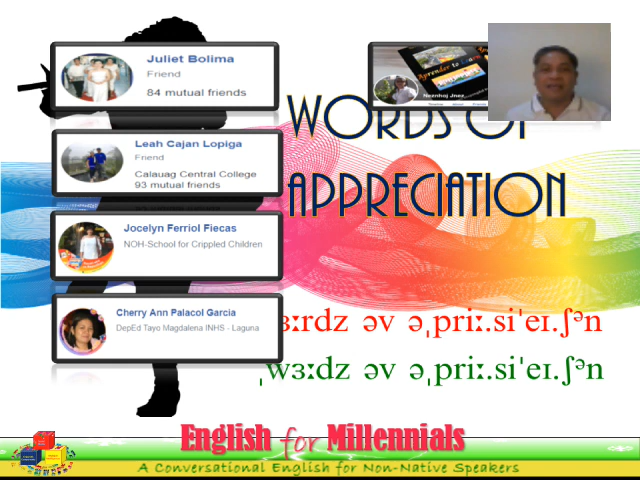 Juliet Bolima
Friend
84 mutual friends
Leah Cajan Lopiga
Friend
Calauag Central College
93 mutual friends
Jocelyn Ferriol Fiecas
NOH-School for Crippled Children
Cherry Ann Palacol Garcia
DepEd Tayo Magdalena INHS - Laguna
Neznhoj Jnez
WORDS OF
APPRECIATION
ɜːrdz əv əˌpriː.siˈeɪ.ʃᵊn
ˌwɜːdz əv əˌpriː.siˈeɪ.ʃᵊn
English for Millennials
A Conversational English for Non-Native Speakers